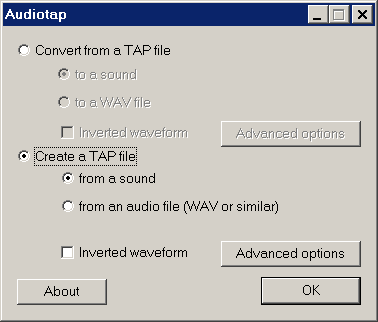 Audiotap
Convert from a TAP file
to a sound
to a WAV file
Inverted waveform
Advanced options
Create a TAP file
from a sound
from an audio file (WAV or similar)
Inverted waveform
Advanced options
About
OK